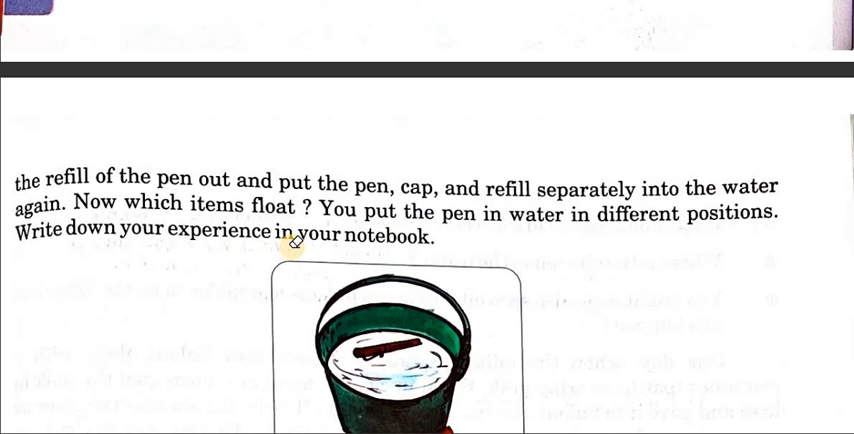 the refill of the pen out and put the pen, cap, and refill separately into the water
again. Now which items float ? You put the pen in water in different positions.
Write down your experience in your notebook.